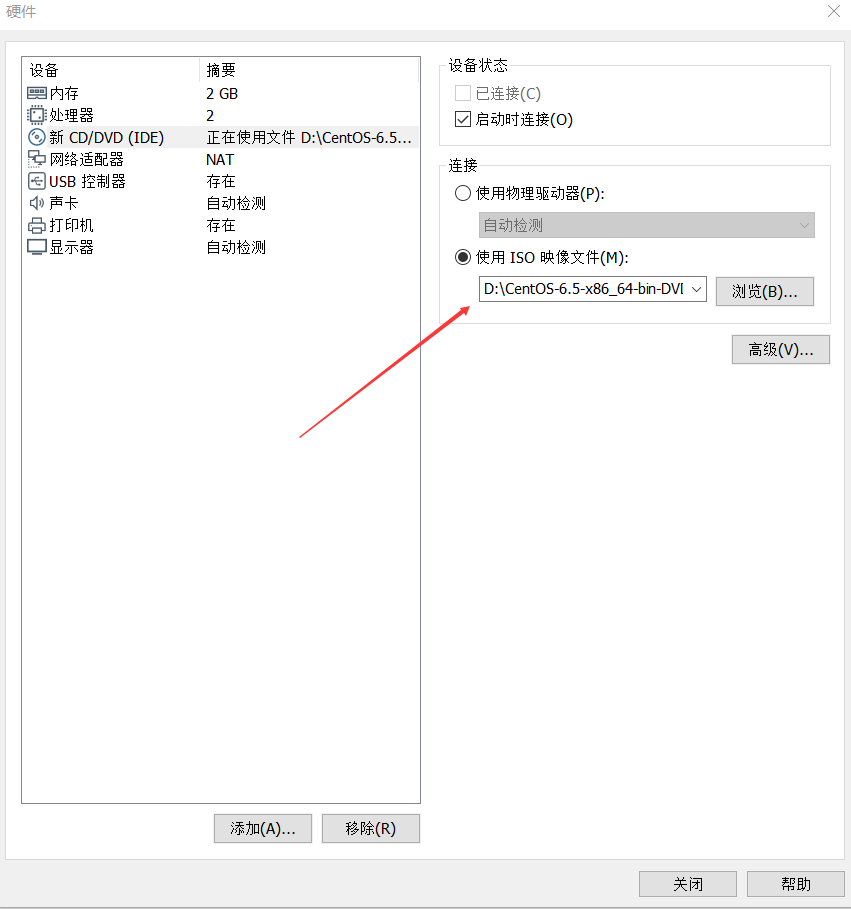 硬件
设备 摘要
内存 2 GB
处理器 2
新 CD/DVD (IDE) 正在使用文件 D:\CentOS-6.5...
网络适配器 NAT
USB 控制器 存在
声卡 自动检测
打印机 存在
显示器 自动检测
添加(A)... 移除(R)
设备状态
已连接(C)
启动时连接(O)
连接
使用物理驱动器(P):
自动检测
使用 ISO 映像文件(M):
D:\CentOS-6.5-x86_64-bin-DVI 浏览(B)...
高级(V)...
关闭 帮助